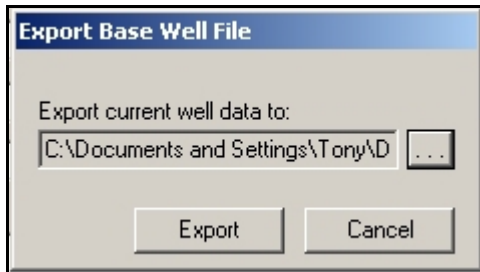 Export Base Well File
Export current well data to:
C:\Documents and Settings\Tony\D
...
Export Cancel